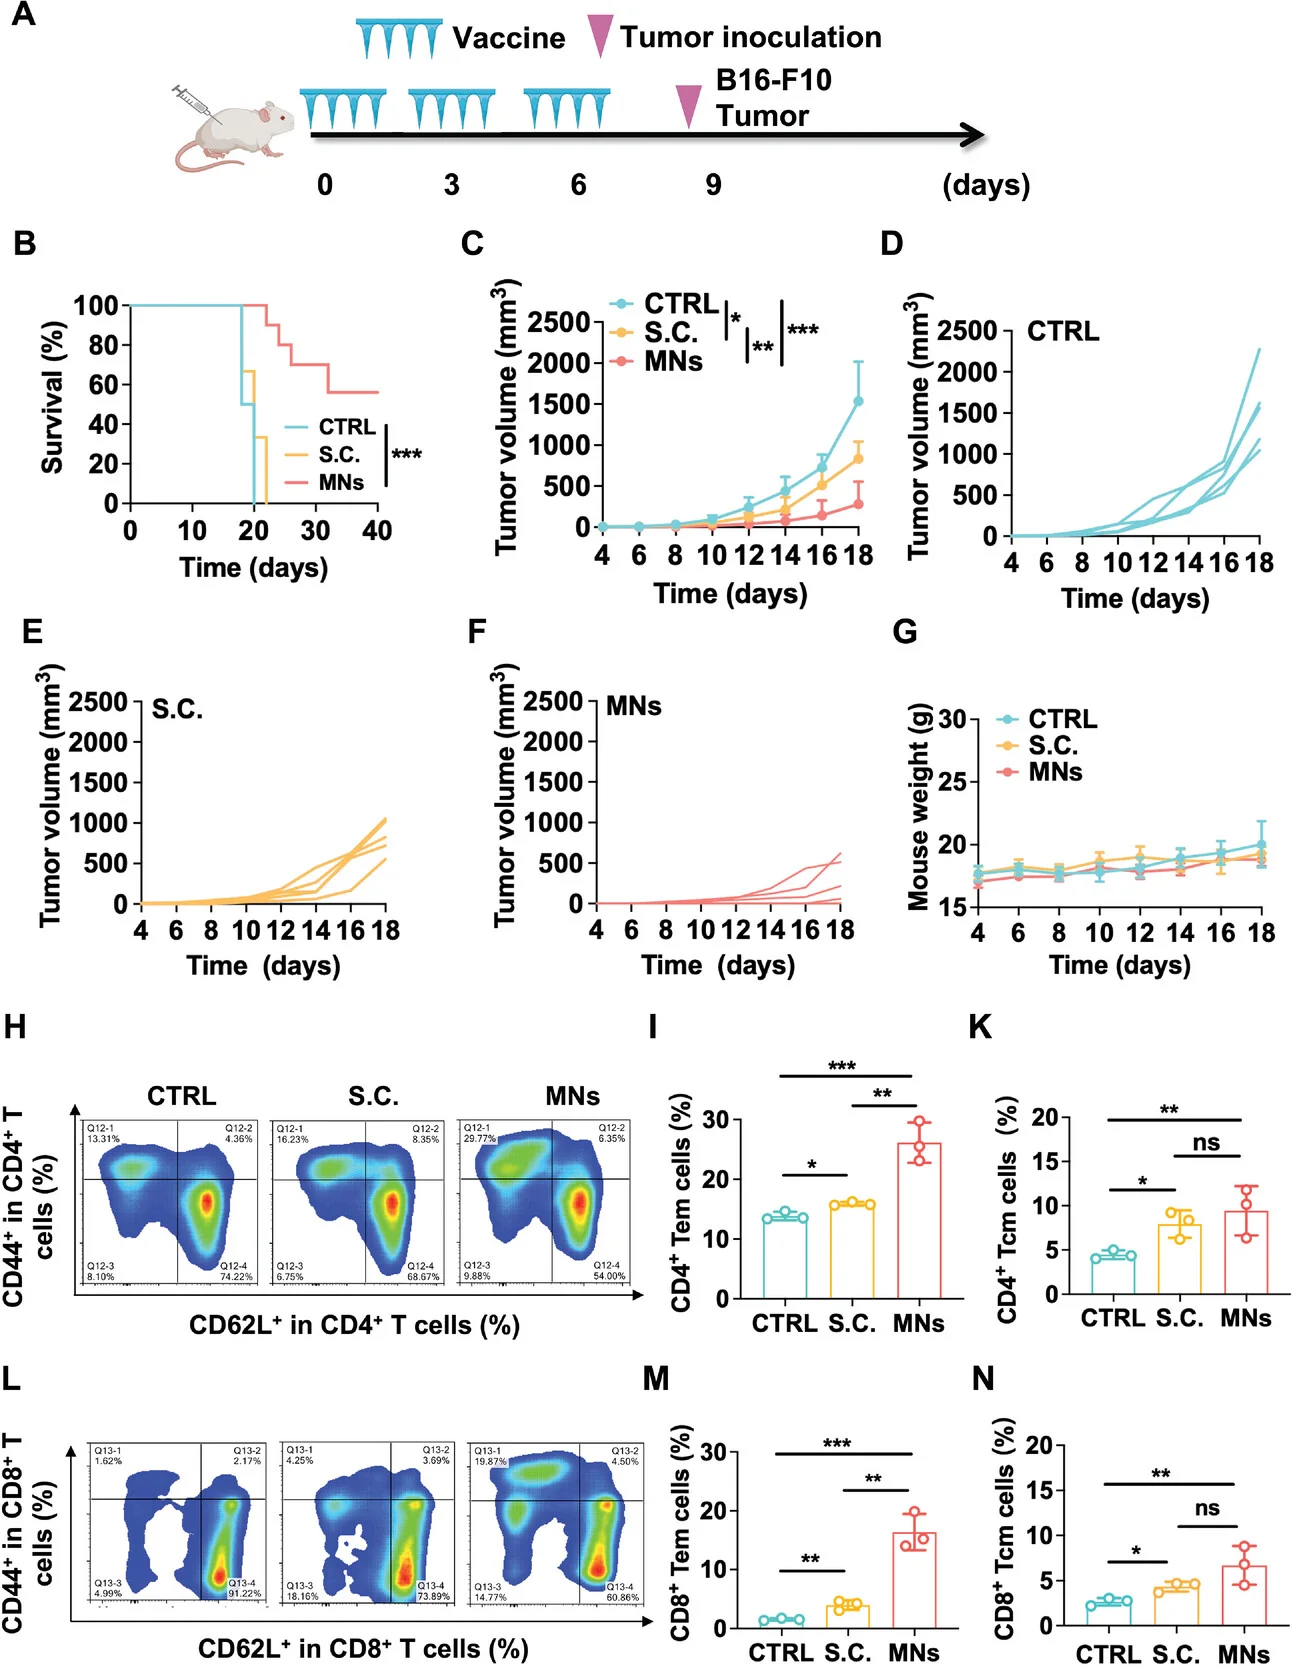 A
Vaccine
Tumor inoculation
B16-F10
Tumor
0 3 6 9 (days)
B
Survival (%)
100
80
60
40
20
0
0 10 20 30 40
Time (days)
CTRL
S.C.
MNs
***
C
Tumor volume (mm³)
2500
2000
1500
1000
500
0
4 6 8 10 12 14 16 18
Time (days)
CTRL
S.C.
MNs
*
**
***
D
CTRL
Tumor volume (mm³)
2500
2000
1500
1000
500
0
4 6 8 10 12 14 16 18
Time (days)
E
S.C.
Tumor volume (mm³)
2500
2000
1500
1000
500
0
4 6 8 10 12 14 16 18
Time (days)
F
MNs
Tumor volume (mm³)
2500
2000
1500
1000
500
0
4 6 8 10 12 14 16 18
Time (days)
G
Mouse weight (g)
30
25
20
15
4 6 8 10 12 14 16 18
Time (days)
CTRL
S.C.
MNs
H
CTRL S.C. MNs
CD44⁺ in CD4⁺ T
cells (%)
Q12-1 Q12-2
13.31% 4.36%
Q12-3 Q12-4
8.10% 74.22%
Q12-1 Q12-2
16.23% 8.35%
Q12-3 Q12-4
6.75% 68.67%
Q12-1 Q12-2
29.77% 6.35%
Q12-3 Q12-4
9.88% 54.00%
CD62L⁺ in CD4⁺ T cells (%)
I
CD4⁺ Tem cells (%)
30
20
10
0
***
**
*
CTRL S.C. MNs
K
CD4⁺ Tcm cells (%)
20
15
10
5
0
**
ns
*
CTRL S.C. MNs
L
CD44⁺ in CD8⁺ T
cells (%)
Q13-1 Q13-2
1.62% 2.17%
Q13-3 Q13-4
4.99% 91.22%
Q13-1 Q13-2
4.25% 3.69%
Q13-3 Q13-4
18.16% 73.89%
Q13-1 Q13-2
19.87% 4.50%
Q13-3 Q13-4
14.77% 60.86%
CD62L⁺ in CD8⁺ T cells (%)
M
CD8⁺ Tem cells (%)
30
20
10
0
***
**
**
CTRL S.C. MNs
N
CD8⁺ Tcm cells (%)
20
15
10
5
0
**
ns
*
CTRL S.C. MNs